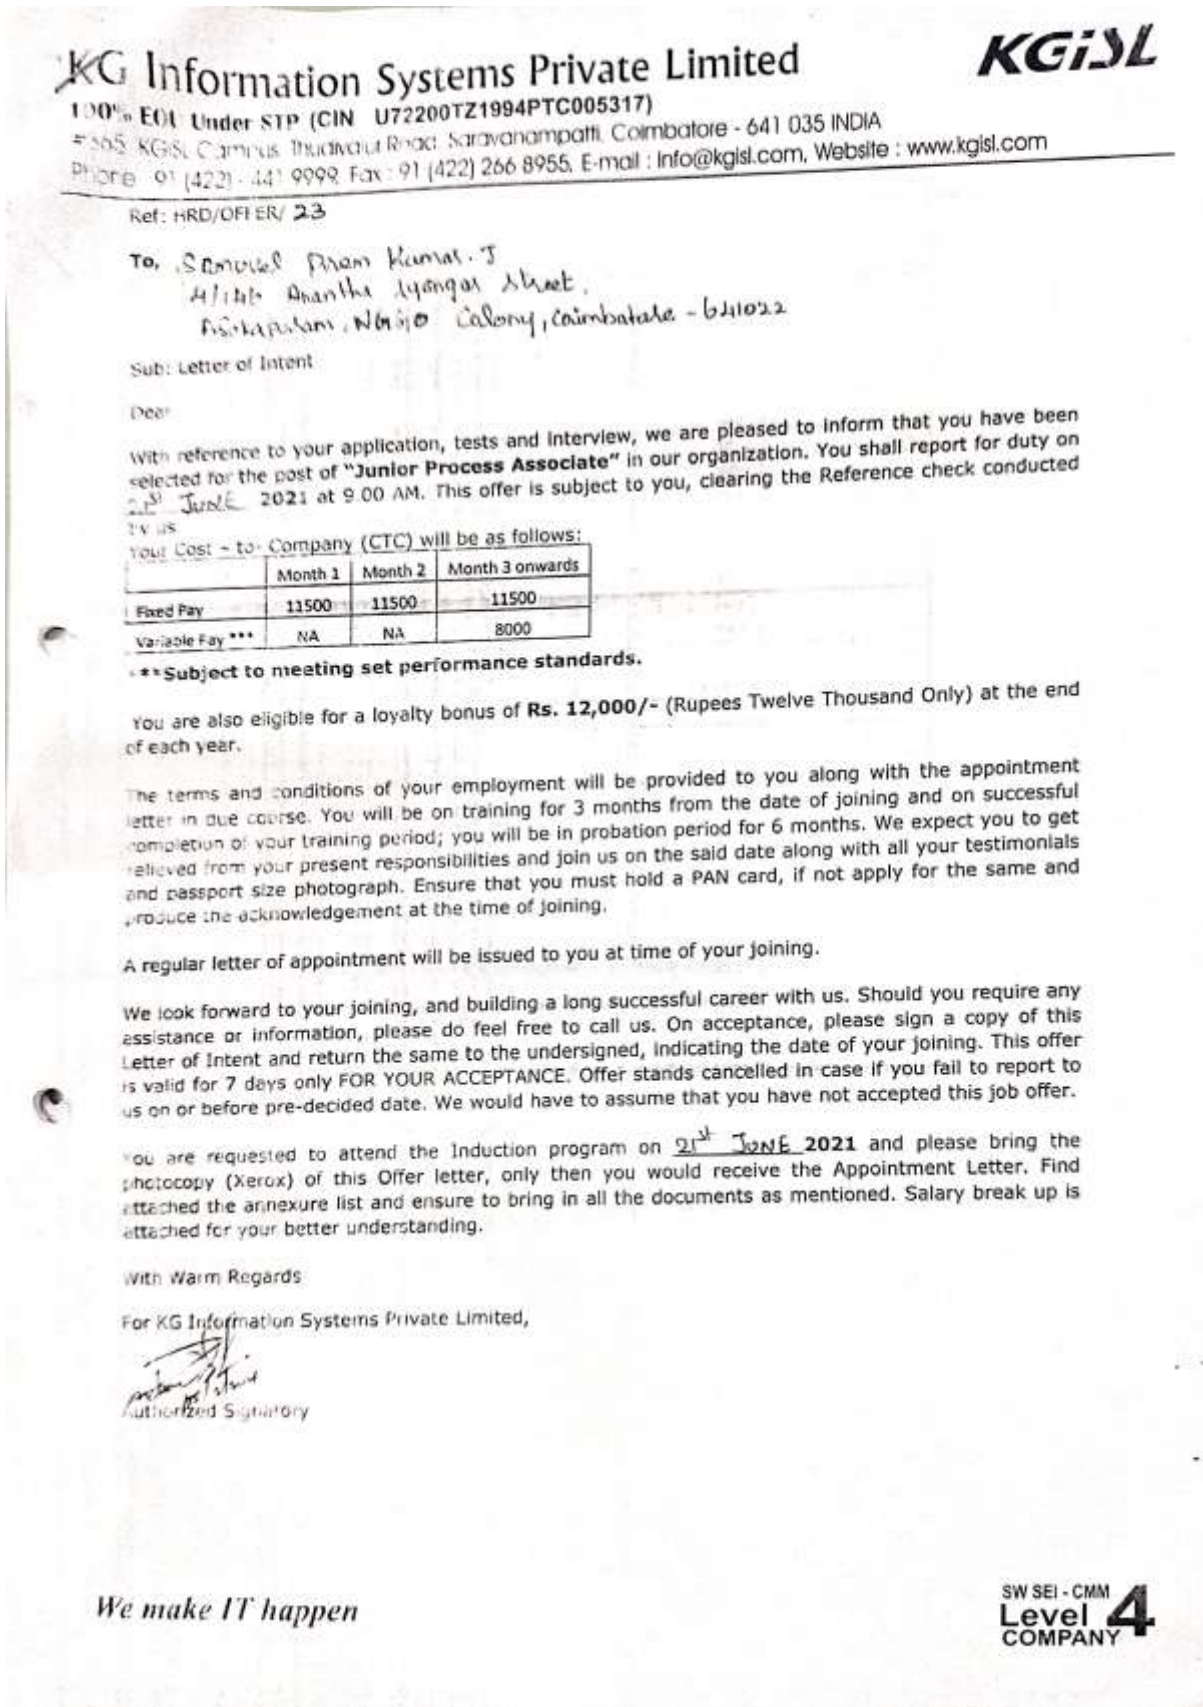 KG Information Systems Private Limited
KGiSL
100% EOU Under STP (CIN U72200TZ1994PTC005317)
365, KGiSL Campus, Thudiyalur Road, Saravanampatti, Coimbatore - 641 035 INDIA
Phone : 91 (422) - 441 9999, Fax : 91 (422) 266 8955, E-mail : Info@kgisl.com, Website : www.kgisl.com
Ref: HRD/OFFER/ 23
To, Samuvel Prem Kumar. J
4/146 Anantha Iyangar Street,
Colony, Coimbatore - 641022
Sub: Letter of Intent
Dear
With reference to your application, tests and interview, we are pleased to inform that you have been
selected for the post of "Junior Process Associate" in our organization. You shall report for duty on
21st JUNE 2021 at 9.00 AM. This offer is subject to you, clearing the Reference check conducted
by us
Your Cost - to- Company (CTC) will be as follows:
Month 1 Month 2 Month 3 onwards
Fixed Pay 11500 11500 11500
Variable Pay *** NA NA 8000
***Subject to meeting set performance standards.
You are also eligible for a loyalty bonus of Rs. 12,000/- (Rupees Twelve Thousand Only) at the end
of each year.
The terms and conditions of your employment will be provided to you along with the appointment
letter in due course. You will be on training for 3 months from the date of joining and on successful
completion of your training period; you will be in probation period for 6 months. We expect you to get
relieved from your present responsibilities and join us on the said date along with all your testimonials
and passport size photograph. Ensure that you must hold a PAN card, if not apply for the same and
produce the acknowledgement at the time of joining.
A regular letter of appointment will be issued to you at time of your joining.
We look forward to your joining, and building a long successful career with us. Should you require any
assistance or information, please do feel free to call us. On acceptance, please sign a copy of this
Letter of Intent and return the same to the undersigned, indicating the date of your joining. This offer
is valid for 7 days only FOR YOUR ACCEPTANCE. Offer stands cancelled in case if you fail to report to
us on or before pre-decided date. We would have to assume that you have not accepted this job offer.
You are requested to attend the Induction program on 21st JUNE 2021 and please bring the
photocopy (Xerox) of this Offer letter, only then you would receive the Appointment Letter. Find
attached the annexure list and ensure to bring in all the documents as mentioned. Salary break up is
attached for your better understanding.
With Warm Regards
For KG Information Systems Private Limited,
Authorized Signatory
We make IT happen
SW SEI - CMM
Level 4
COMPANY